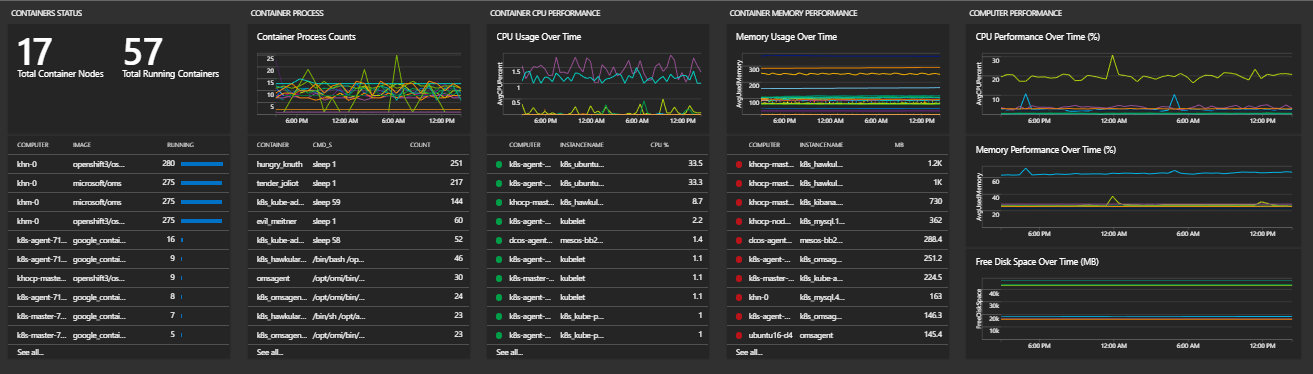 CONTAINERS STATUS
17
Total Container Nodes
57
Total Running Containers
COMPUTER IMAGE RUNNING
khn-0 openshift3/os... 280
khn-0 microsoft/oms 275
khm-0 microsoft/oms 275
khm-0 openshift3/os... 275
k8s-agent-71... google_contai... 16
k8s-agent-71... google_contai... 9
khocp-maste... openshift3/os... 9
k8s-agent-71... google_contai... 8
k8s-master-7... google_contai... 7
k8s-master-7... google_contai... 5
See all...
CONTAINER PROCESS
Container Process Counts
25
20
15
10
5
6:00 PM 12:00 AM 6:00 AM 12:00 PM
CONTAINER CMD_S COUNT
hungry_knuth sleep 1 251
tender_joliot sleep 1 217
k8s_kube-ad... sleep 59 144
evil_meitner sleep 1 60
k8s_kube-ad... sleep 58 52
k8s_hawkular... /bin/bash /op... 46
omsagent /opt/omi/bin/... 30
k8s_omsagen... /opt/omi/bin/... 24
k8s_hawkular... /bin/sh /opt/a... 23
k8s_omsagen... /opt/omi/bin/... 23
See all...
CONTAINER CPU PERFORMANCE
CPU Usage Over Time
AvgCPUPercent
1.5
1
0.5
6:00 PM 12:00 AM 6:00 AM 12:00 PM
COMPUTER INSTANCENAME CPU %
k8s-agent-... k8s_ubuntu... 33.5
k8s-agent-... k8s_ubuntu... 33.3
khocp-mast... k8s_hawkul... 8.7
k8s-agent-... kubelet 2.2
dcos-agent... mesos-bb2... 1.4
k8s-agent-... kubelet 1.1
k8s-master-... kubelet 1.1
k8s-agent-... kubelet 1.1
k8s-agent-... k8s_kube-p... 1
k8s-agent-... k8s_kube-p... 1
See all...
CONTAINER MEMORY PERFORMANCE
Memory Usage Over Time
AvgUsedMemory
300
200
100
6:00 PM 12:00 AM 6:00 AM 12:00 PM
COMPUTER INSTANCENAME MB
khocp-mast... k8s_hawkul... 1.2K
khocp-mast... k8s_hawkul... 1K
khocp-mast... k8s_kibana.... 730
khocp-nod... k8s_mysql.1... 362
dcos-agent... mesos-bb2... 288.4
k8s-agent-... k8s_omsag... 251.2
k8s-master-... k8s_kube-a... 224.5
khn-0 k8s_mysql.4... 163
k8s-agent-... k8s_omsag... 146.3
ubuntu16-d4 omsagent 145.4
See all...
COMPUTER PERFORMANCE
CPU Performance Over Time (%)
AvgCPUPercent
30
20
10
6:00 PM 12:00 AM 6:00 AM 12:00 PM
Memory Performance Over Time (%)
AvgUsedMemory
60
40
20
6:00 PM 12:00 AM 6:00 AM 12:00 PM
Free Disk Space Over Time (MB)
FreeDiskSpace
40k
30k
20k
10k
6:00 PM 12:00 AM 6:00 AM 12:00 PM